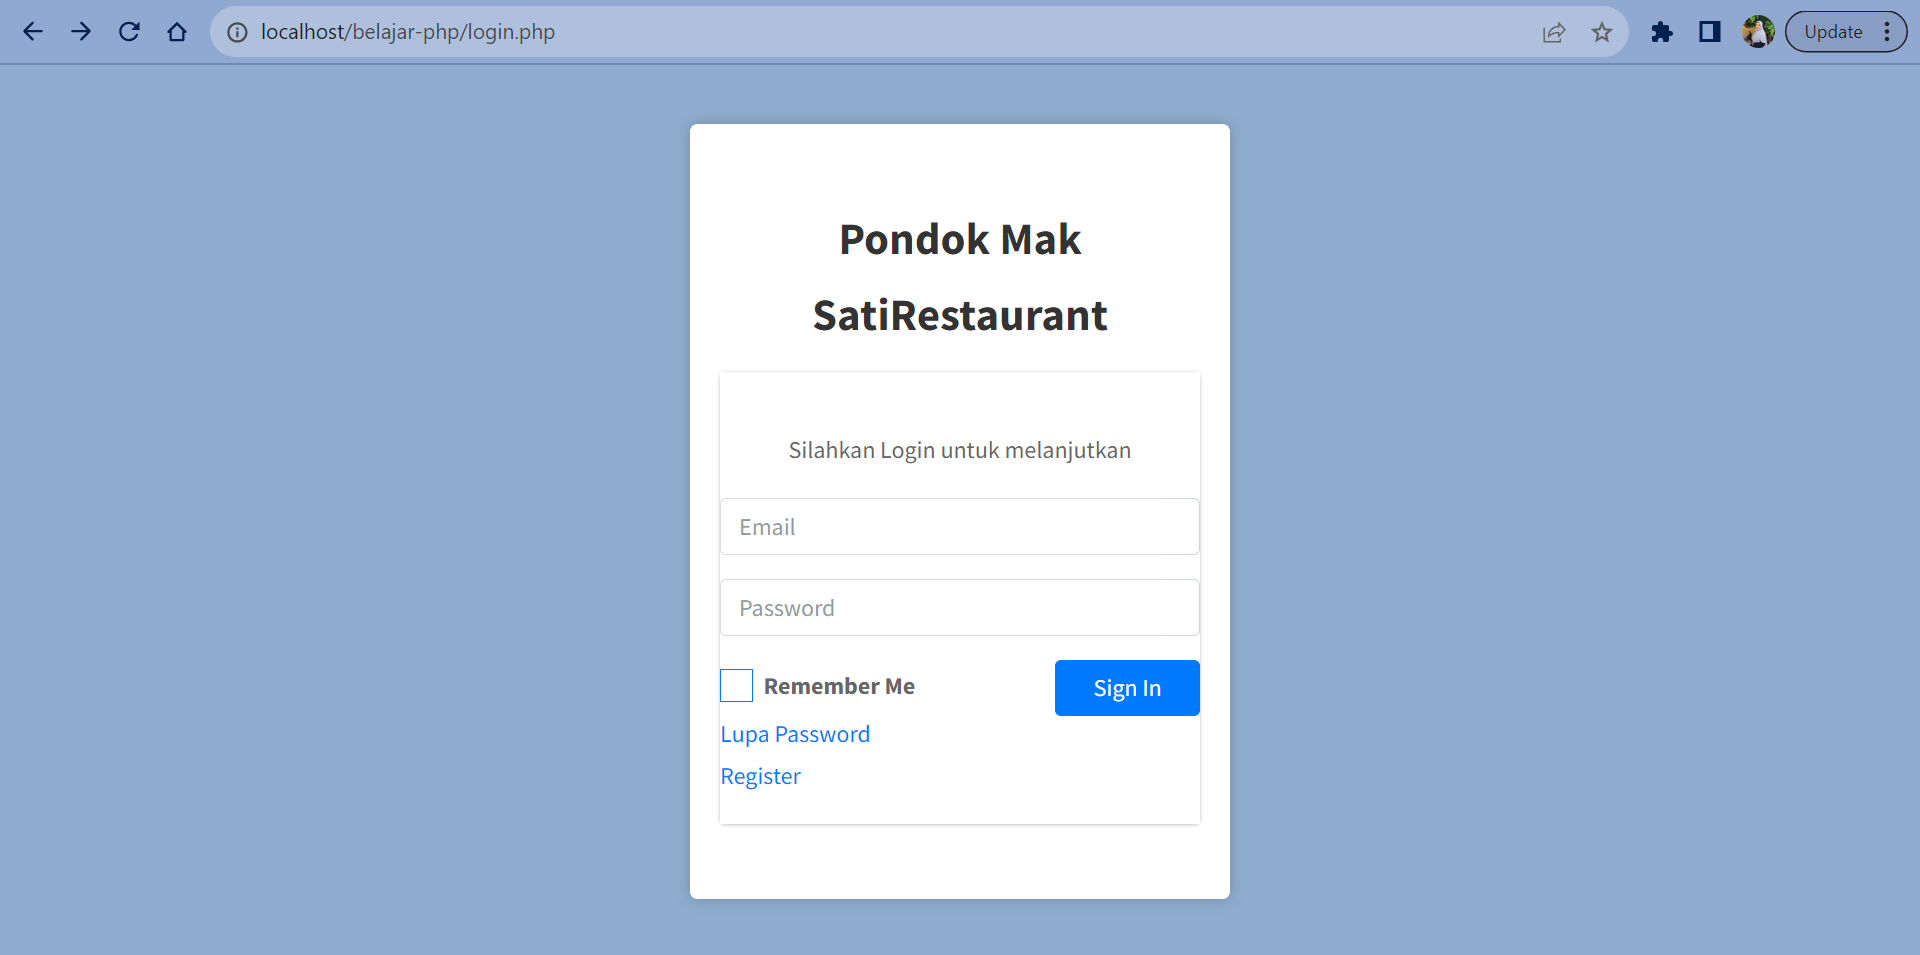 localhost/belajar-php/login.php
Update
Pondok Mak
SatiRestaurant
Silahkan Login untuk melanjutkan
Email
Password
Remember Me
Sign In
Lupa Password
Register